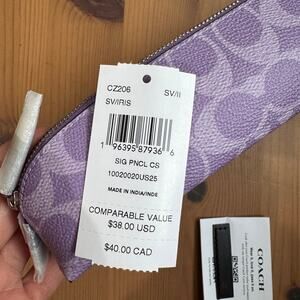 CZ206 SV/II
SV/IRIS
1 96395 87936 6
SIG PNCL CS
10020020US25
MADE IN INDIA/INDE
COMPARABLE VALUE
$38.00 USD
$40.00 CAD
COACH